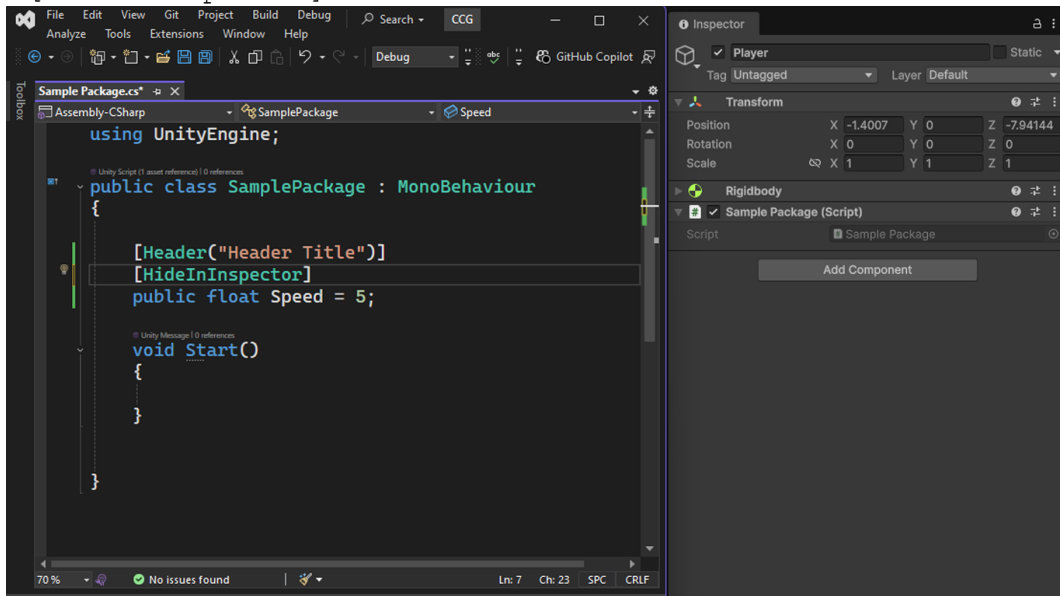 File Edit View Git Project Build Debug Search CCG
Analyze Tools Extensions Window Help
Debug GitHub Copilot
Toolbox
Sample Package.cs*
Assembly-CSharp SamplePackage Speed
using UnityEngine;
Unity Script (1 asset reference) | 0 references
public class SamplePackage : MonoBehaviour
{
[Header("Header Title")]
[HideInInspector]
public float Speed = 5;
Unity Message | 0 references
void Start()
{
}
}
70 % No issues found Ln: 7 Ch: 23 SPC CRLF
Inspector
Player Static
Tag Untagged Layer Default
Transform
Position X -1.4007 Y 0 Z -7.94144
Rotation X 0 Y 0 Z 0
Scale X 1 Y 1 Z 1
Rigidbody
# Sample Package (Script)
Script Sample Package
Add Component